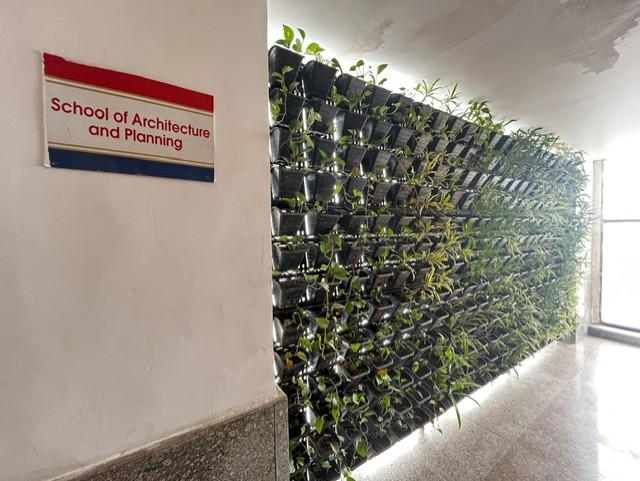 School of Architecture
and Planning